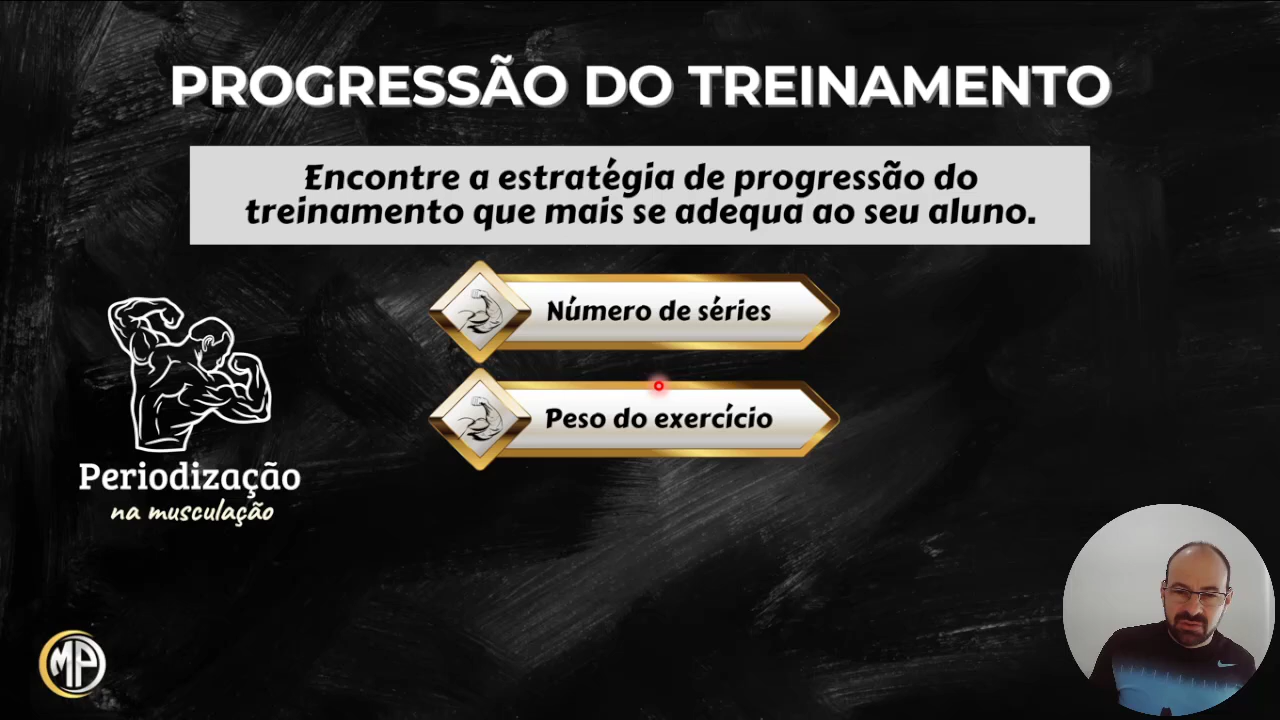 PROGRESSÃO DO TREINAMENTO
Encontre a estratégia de progressão do
treinamento que mais se adequa ao seu aluno.
Número de séries
Peso do exercício
Periodização
na musculação
MP